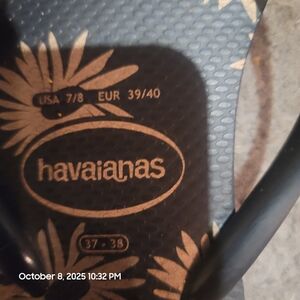 USA 7/8 EUR 39/40
havaianas
37 - 38
October 8, 2025 10:32 PM